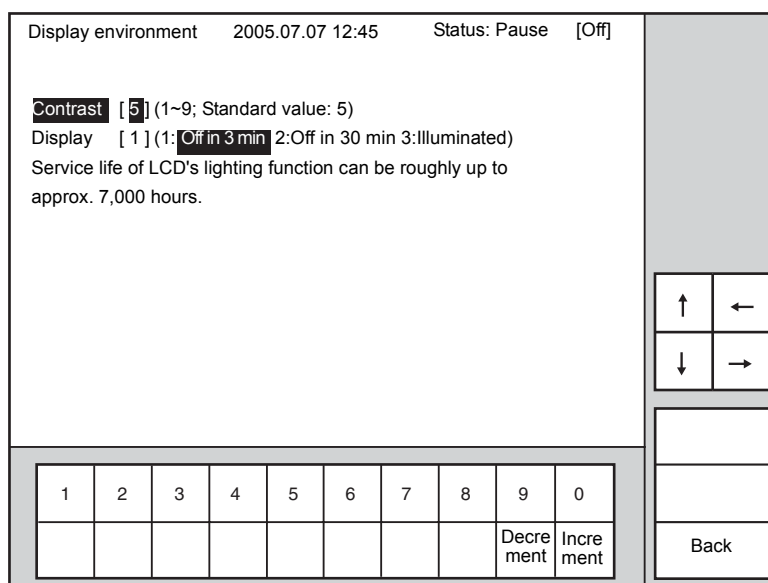 Display environment 2005.07.07 12:45 Status: Pause [Off]
Contrast [ 5 ] (1~9; Standard value: 5)
Display [ 1 ] (1: Off in 3 min 2:Off in 30 min 3:Illuminated)
Service life of LCD's lighting function can be roughly up to
approx. 7,000 hours.
↑ ←
↓ →
1 2 3 4 5 6 7 8 9 0
Decre Incre
ment ment
Back